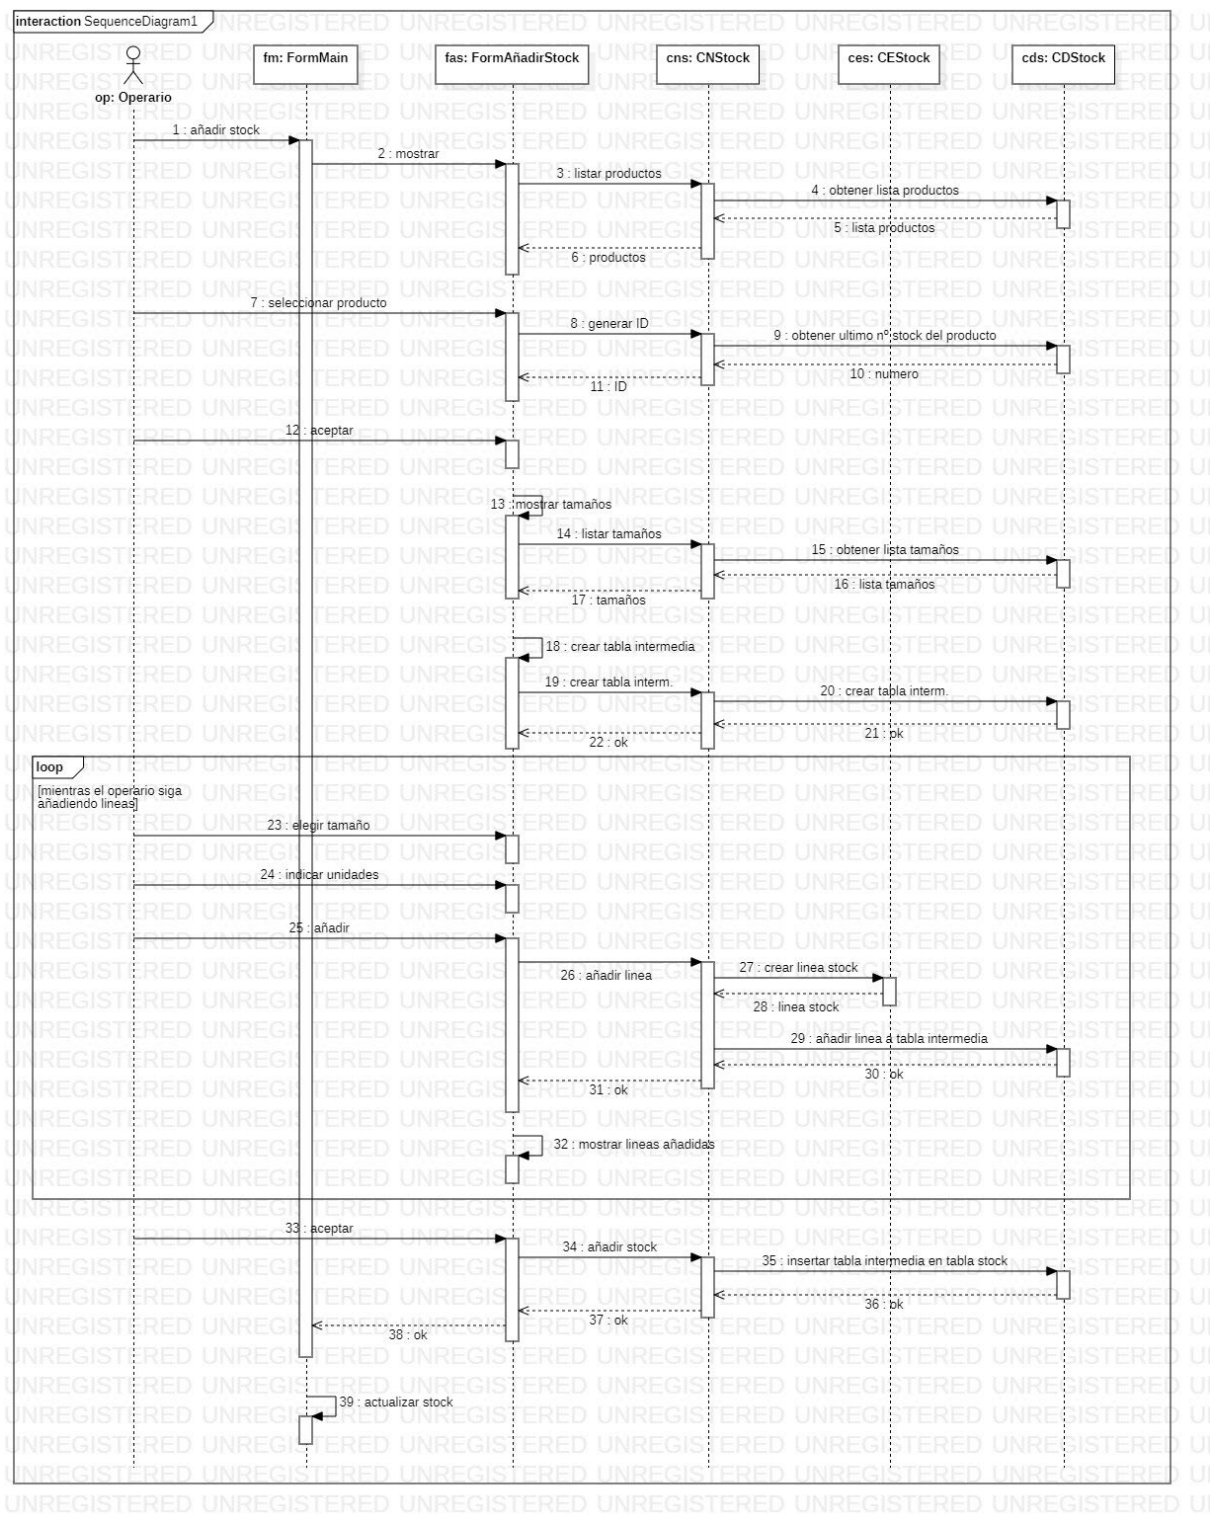 interaction SequenceDiagram1
op: Operario
fm: FormMain
fas: FormAñadirStock
cns: CNStock
ces: CEStock
cds: CDStock
1 : añadir stock
2 : mostrar
3 : listar productos
4 : obtener lista productos
5 : lista productos
6 : productos
7 : seleccionar producto
8 : generar ID
9 : obtener ultimo nº stock del producto
10 : numero
11 : ID
12 : aceptar
13 : mostrar tamaños
14 : listar tamaños
15 : obtener lista tamaños
16 : lista tamaños
17 : tamaños
18 : crear tabla intermedia
19 : crear tabla interm.
20 : crear tabla interm.
21 : ok
22 : ok
loop
[mientras el operario siga
añadiendo lineas]
23 : elegir tamaño
24 : indicar unidades
25 : añadir
26 : añadir linea
27 : crear linea stock
28 : linea stock
29 : añadir linea a tabla intermedia
30 : ok
31 : ok
32 : mostrar lineas añadidas
33 : aceptar
34 : añadir stock
35 : insertar tabla intermedia en tabla stock
36 : ok
37 : ok
38 : ok
39 : actualizar stock
UNREGISTERED